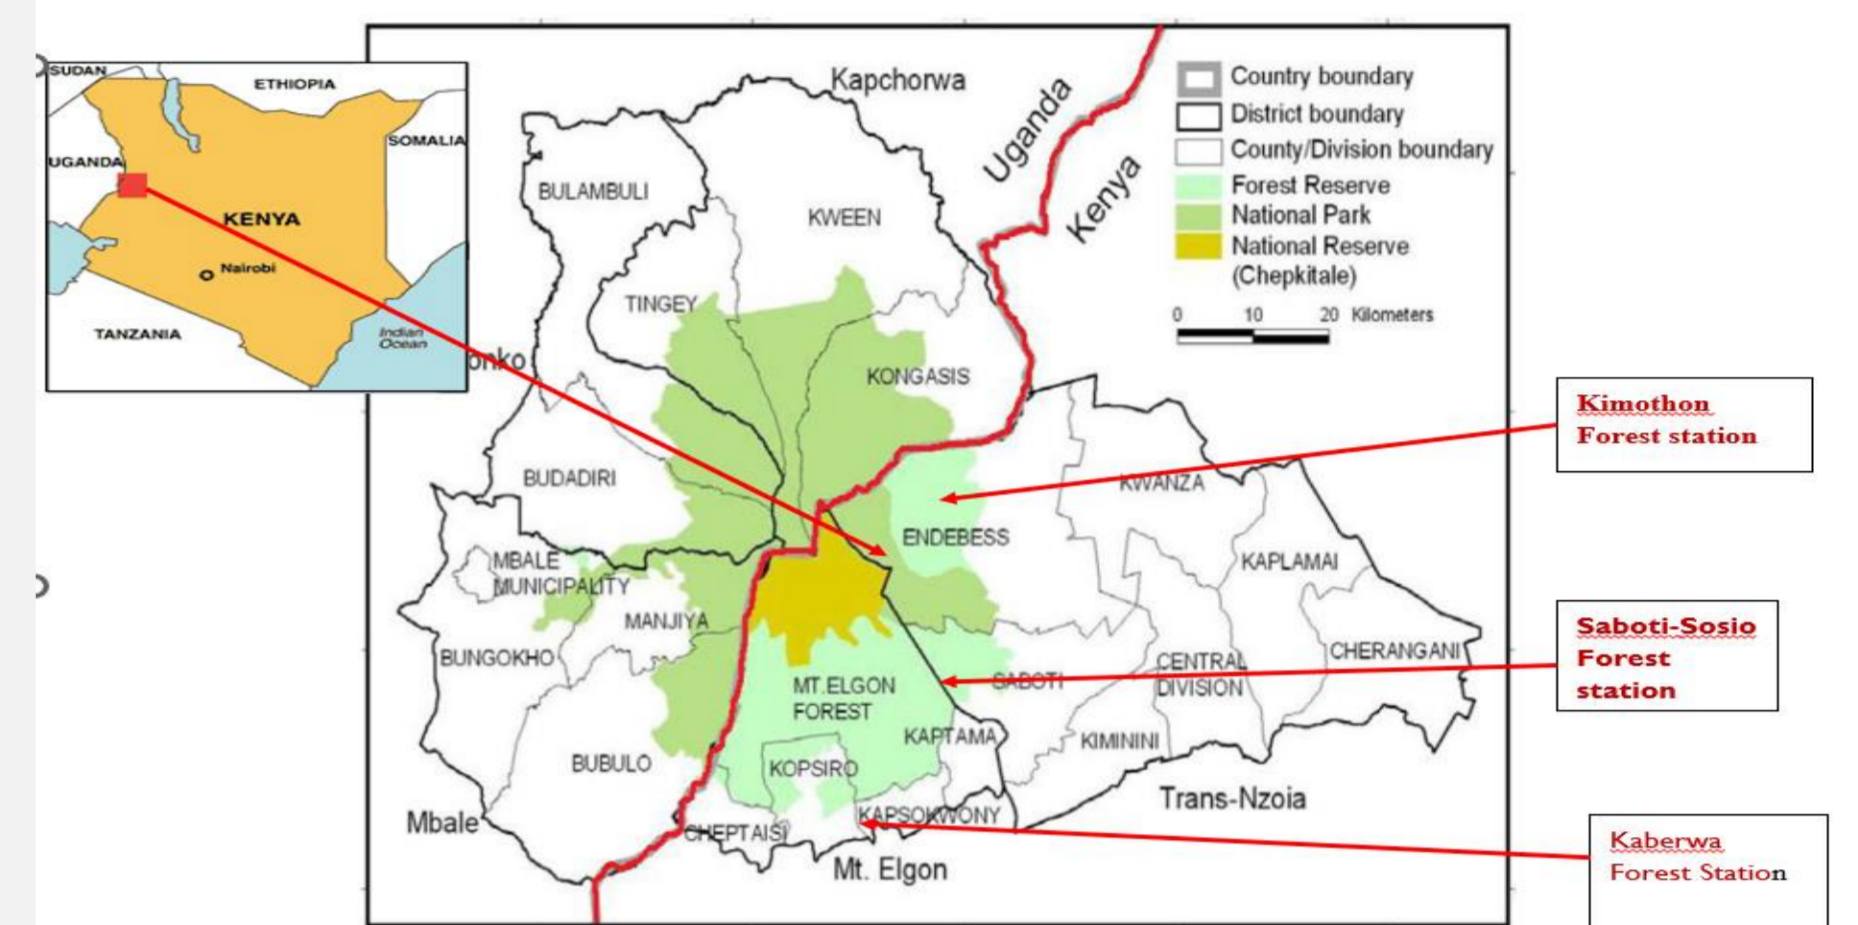 SUDAN
ETHIOPIA
SOMALIA
UGANDA
KENYA
Nairobi
TANZANIA
Indian
Ocean
Kapchorwa
Uganda
Kenya
Country boundary
District boundary
County/Division boundary
Forest Reserve
National Park
National Reserve
(Chepkitale)
0 10 20 Kilometers
BULAMBULI
KWEEN
TINGEY
onko
KONGASIS
BUDADIRI
KWANZA
ENDEBESS
KAPLAMAI
MBALE
MUNICIPALITY
MANJIYA
BUNGOKHO
CHERANGANI
CENTRAL
DIVISION
SABOTI
MT.ELGON
FOREST
KAPTAMA
KIMININI
BUBULO
KOPSIRO
Trans-Nzoia
KAPSOKWONY
Mbale
CHEPTAISI
Mt. Elgon
Kimothon
Forest station
Saboti-Sosio
Forest
station
Kaberwa
Forest Station